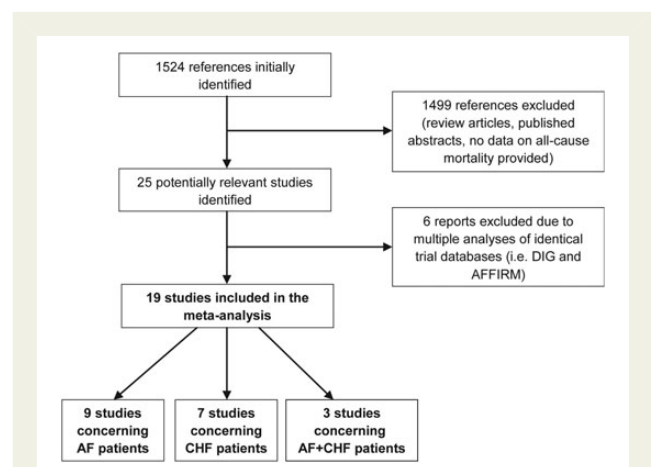 1524 references initially
identified
1499 references excluded
(review articles, published
abstracts, no data on all-cause
mortality provided)
25 potentially relevant studies
identified
6 reports excluded due to
multiple analyses of identical
trial databases (i.e. DIG and
AFFIRM)
19 studies included in the
meta-analysis
9 studies
concerning
AF patients
7 studies
concerning
CHF patients
3 studies
concerning
AF+CHF patients